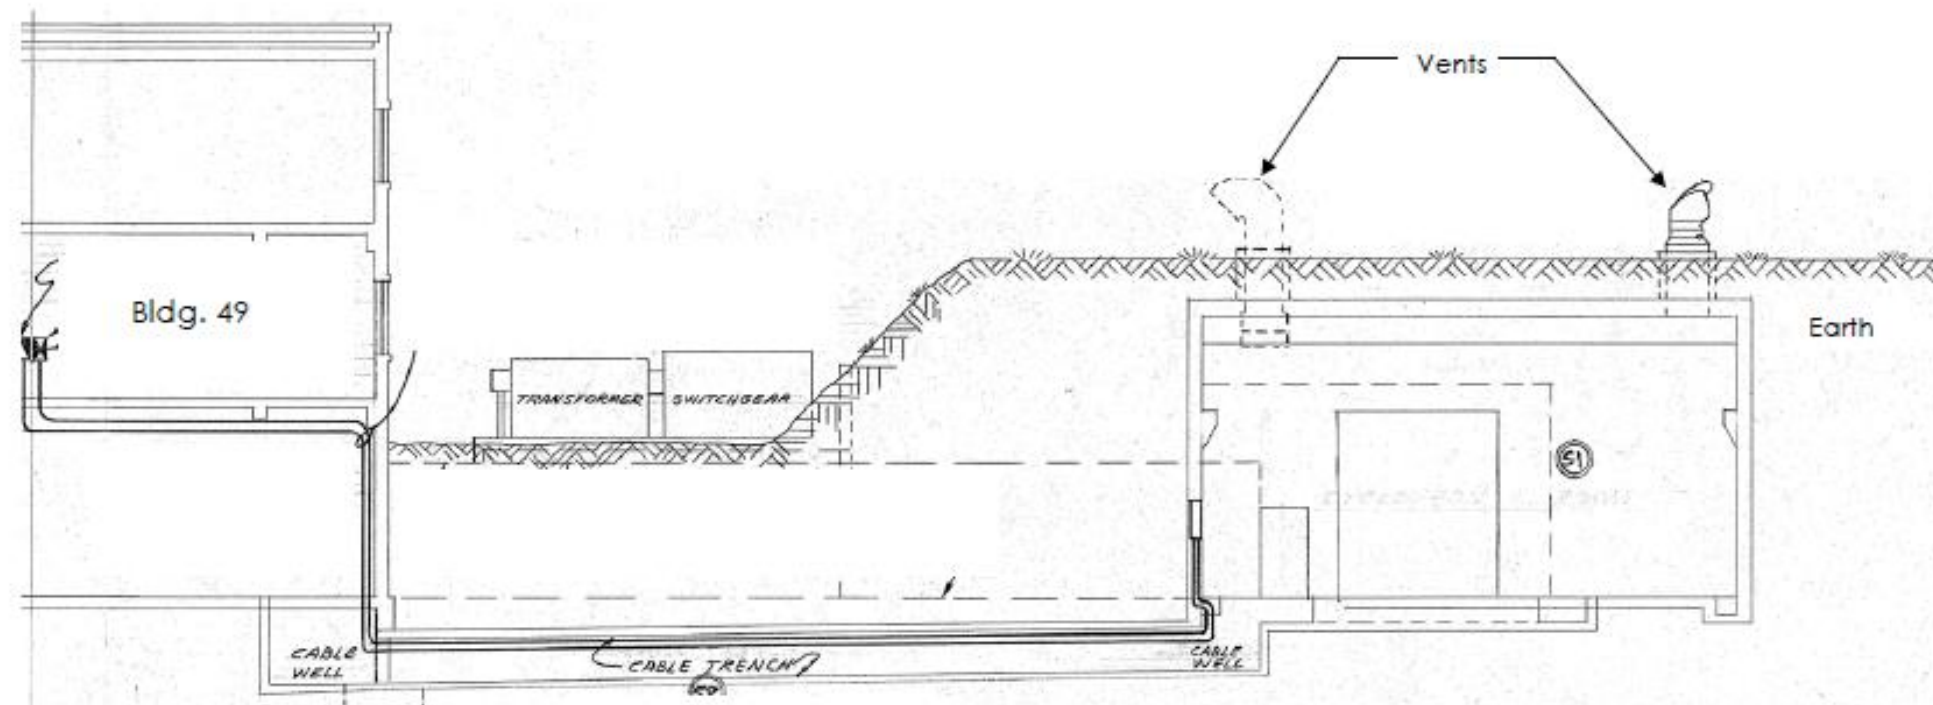 Vents
Bldg. 49
Earth
TRANSFORMER
SWITCHGEAR
51
CABLE
WELL
CABLE TRENCH
CABLE
WELL